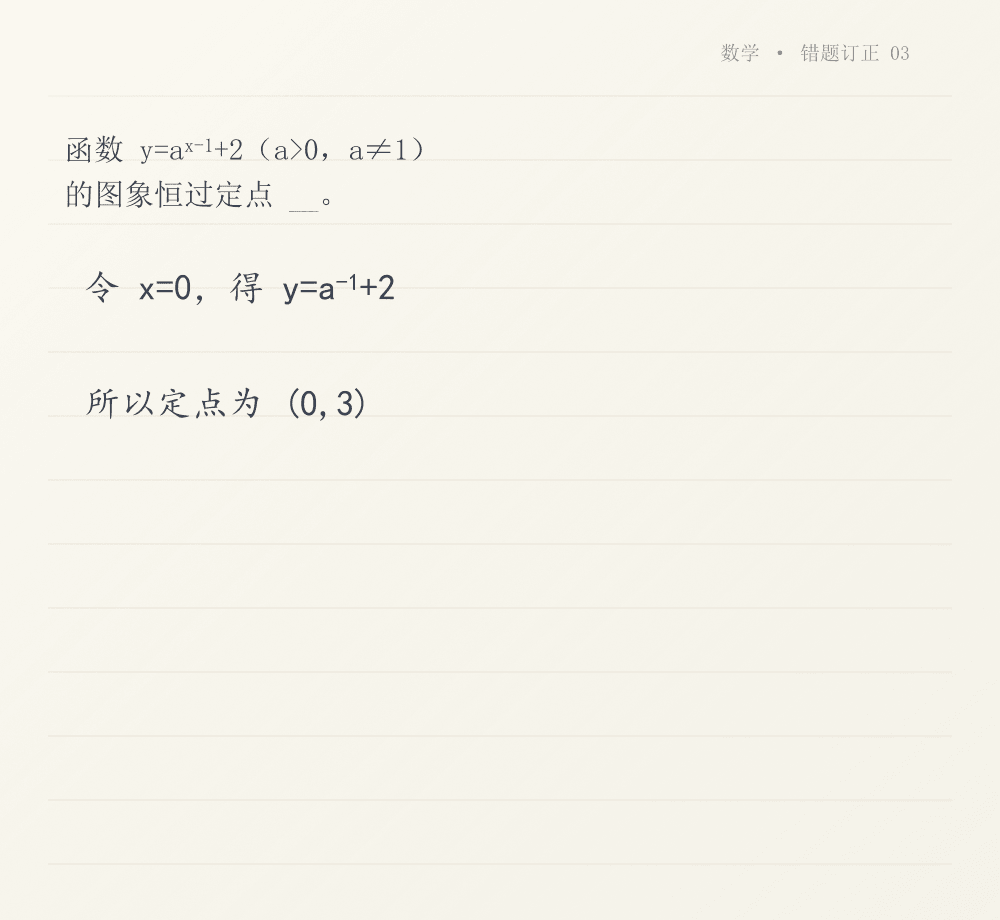 数学 · 错题订正 03
函数 y=aˣ⁻¹+2（a>0，a≠1）
的图象恒过定点 __。
令 x=0, 得 y=a⁻¹+2
所以定点为 (0,3)